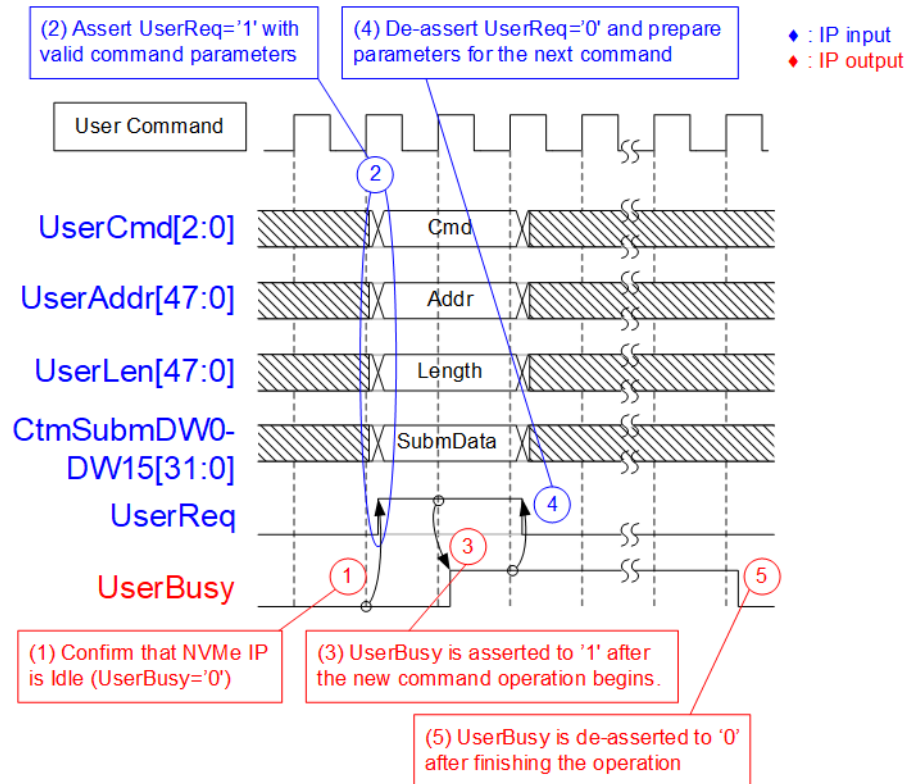 (2) Assert UserReq='1' with
valid command parameters
(4) De-assert UserReq='0' and prepare
parameters for the next command
♦ : IP input
♦ : IP output
User Command
2
UserCmd[2:0]
Cmd
UserAddr[47:0]
Addr
UserLen[47:0]
Length
CtmSubmDW0-
DW15[31:0]
SubmData
UserReq
4
3
UserBusy
1
5
(1) Confirm that NVMe IP
is Idle (UserBusy='0')
(3) UserBusy is asserted to '1' after
the new command operation begins.
(5) UserBusy is de-asserted to ‘0’
after finishing the operation